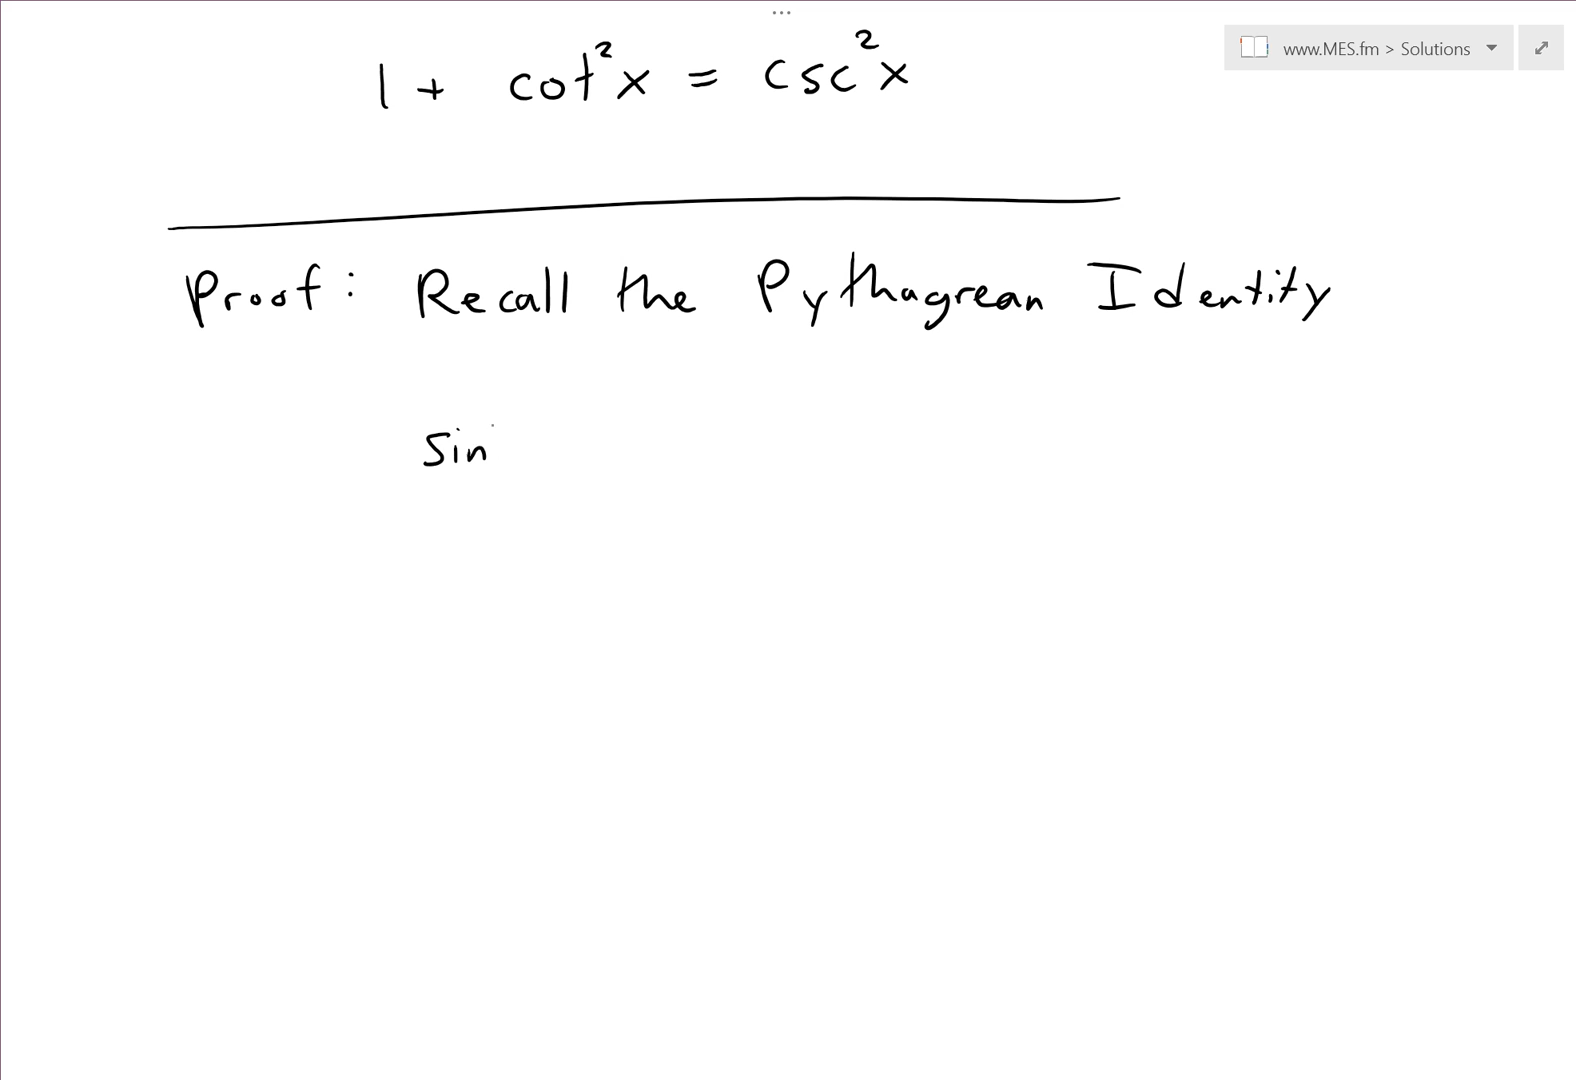 www.MES.fm > Solutions
1 + cot²x = csc²x
Proof: Recall the Pythagrean Identity
Sin